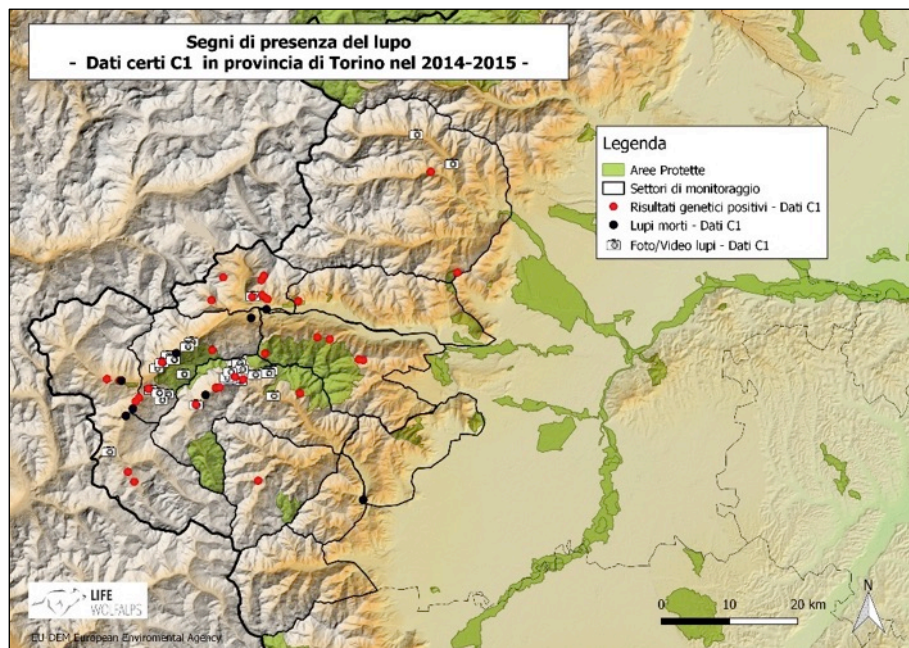 Segni di presenza del lupo
- Dati certi C1 in provincia di Torino nel 2014-2015 -
Legenda
Aree Protette
Settori di monitoraggio
Risultati genetici positivi - Dati C1
Lupi morti - Dati C1
Foto/Video lupi - Dati C1
LIFE
WOLFALPS
EU-DEM European Enviromental Agency
N
0 10 20 km